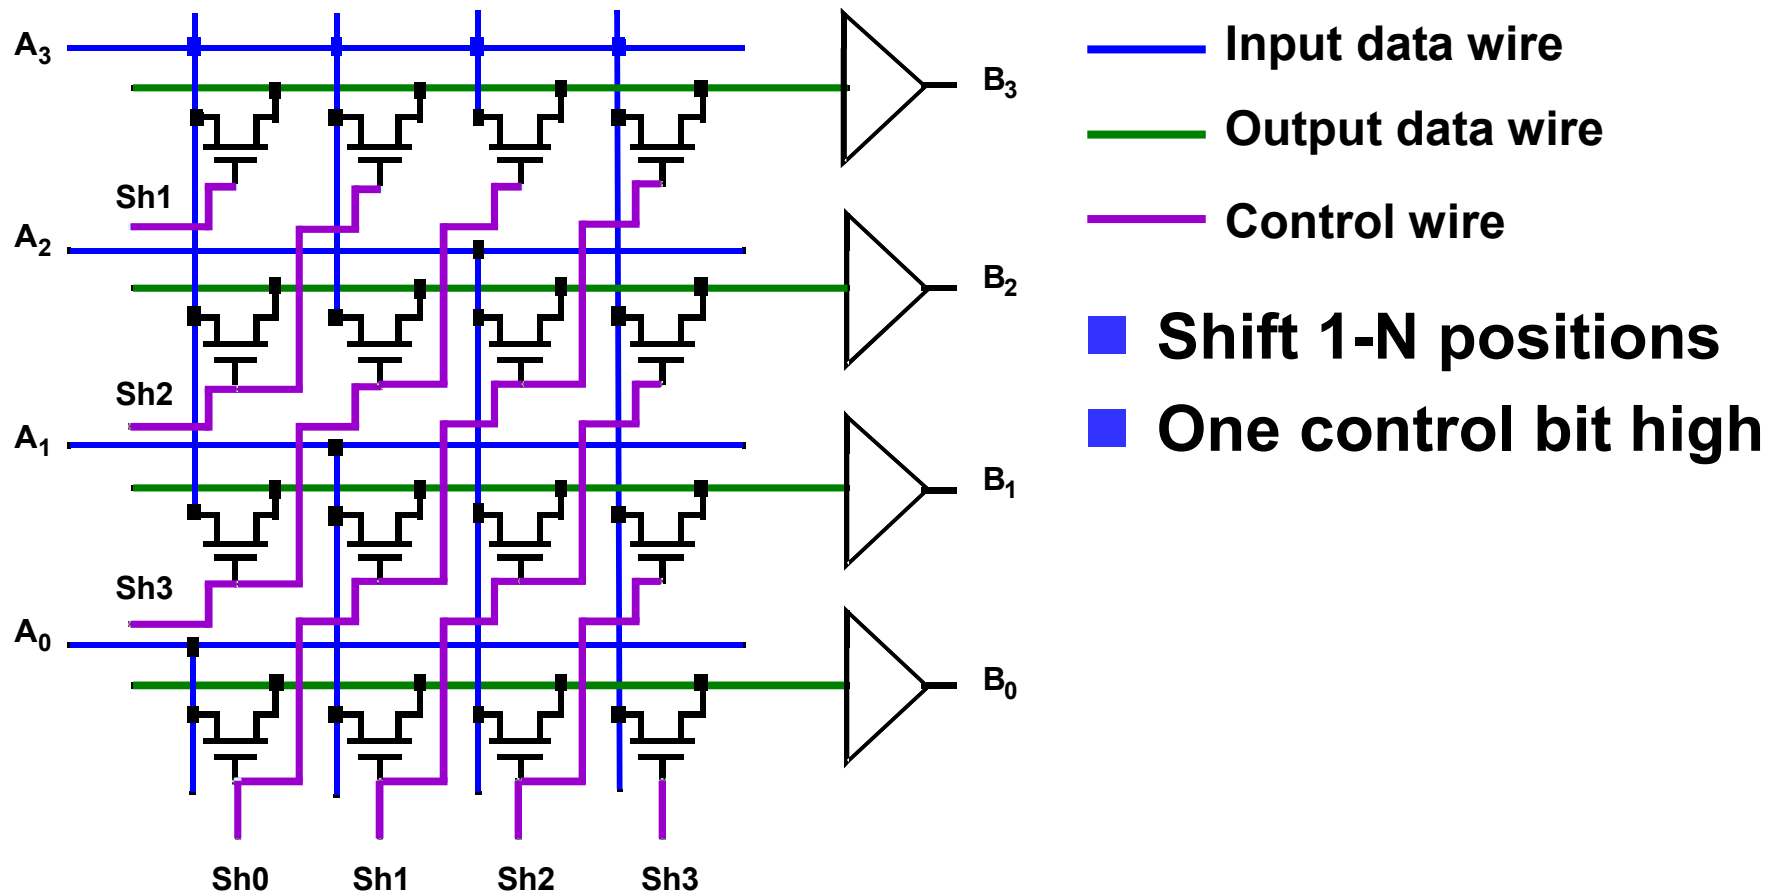 A3
B3
Input data wire
Output data wire
Sh1
Control wire
A2
B2
Shift 1-N positions
Sh2
One control bit high
A1
B1
Sh3
A0
B0
Sh0 Sh1 Sh2 Sh3